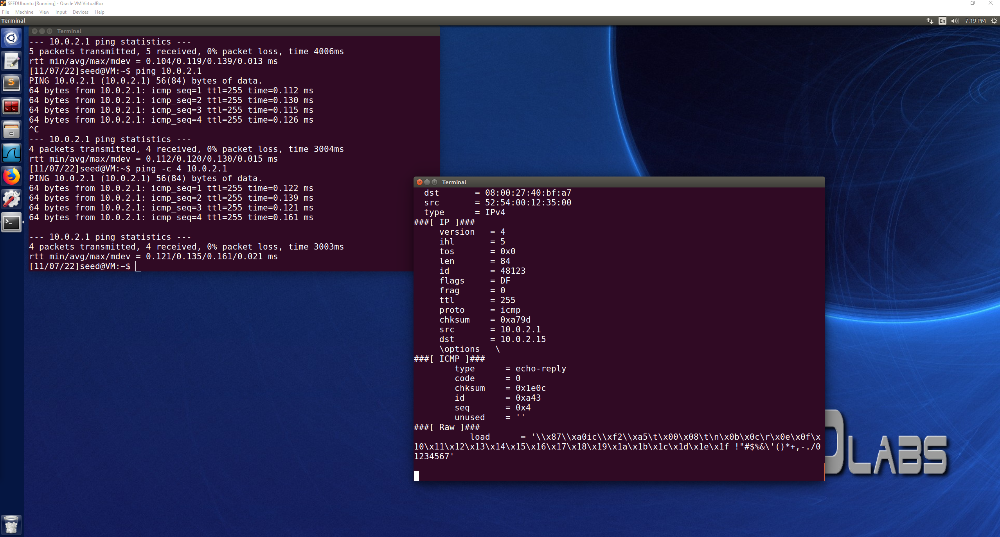 SEEDUbuntu [Running] - Oracle VM VirtualBox
File Machine View Input Devices Help
Terminal En 7:19 PM
Terminal
--- 10.0.2.1 ping statistics ---
5 packets transmitted, 5 received, 0% packet loss, time 4006ms
rtt min/avg/max/mdev = 0.104/0.119/0.139/0.013 ms
[11/07/22]seed@VM:~$ ping 10.0.2.1
PING 10.0.2.1 (10.0.2.1) 56(84) bytes of data.
64 bytes from 10.0.2.1: icmp_seq=1 ttl=255 time=0.112 ms
64 bytes from 10.0.2.1: icmp_seq=2 ttl=255 time=0.130 ms
64 bytes from 10.0.2.1: icmp_seq=3 ttl=255 time=0.115 ms
64 bytes from 10.0.2.1: icmp_seq=4 ttl=255 time=0.126 ms
^C
--- 10.0.2.1 ping statistics ---
4 packets transmitted, 4 received, 0% packet loss, time 3004ms
rtt min/avg/max/mdev = 0.112/0.120/0.130/0.015 ms
[11/07/22]seed@VM:~$ ping -c 4 10.0.2.1
PING 10.0.2.1 (10.0.2.1) 56(84) bytes of data.
64 bytes from 10.0.2.1: icmp_seq=1 ttl=255 time=0.122 ms
64 bytes from 10.0.2.1: icmp_seq=2 ttl=255 time=0.139 ms
64 bytes from 10.0.2.1: icmp_seq=3 ttl=255 time=0.121 ms
64 bytes from 10.0.2.1: icmp_seq=4 ttl=255 time=0.161 ms
--- 10.0.2.1 ping statistics ---
4 packets transmitted, 4 received, 0% packet loss, time 3003ms
rtt min/avg/max/mdev = 0.121/0.135/0.161/0.021 ms
[11/07/22]seed@VM:~$
Terminal
dst = 08:00:27:40:bf:a7
src = 52:54:00:12:35:00
type = IPv4
###[ IP ]###
version = 4
ihl = 5
tos = 0x0
len = 84
id = 48123
flags = DF
frag = 0
ttl = 255
proto = icmp
chksum = 0xa79d
src = 10.0.2.1
dst = 10.0.2.15
\options \
###[ ICMP ]###
type = echo-reply
code = 0
chksum = 0x1e0c
id = 0xa43
seq = 0x4
unused = ''
###[ Raw ]###
load = '\\x87\\xa0ic\\xf2\\xa5\t\x00\x08\t\n\x0b\x0c\r\x0e\x0f\x
10\x11\x12\x13\x14\x15\x16\x17\x18\x19\x1a\x1b\x1c\x1d\x1e\x1f !"#$%&\'()*+,-./0
1234567'
LABS